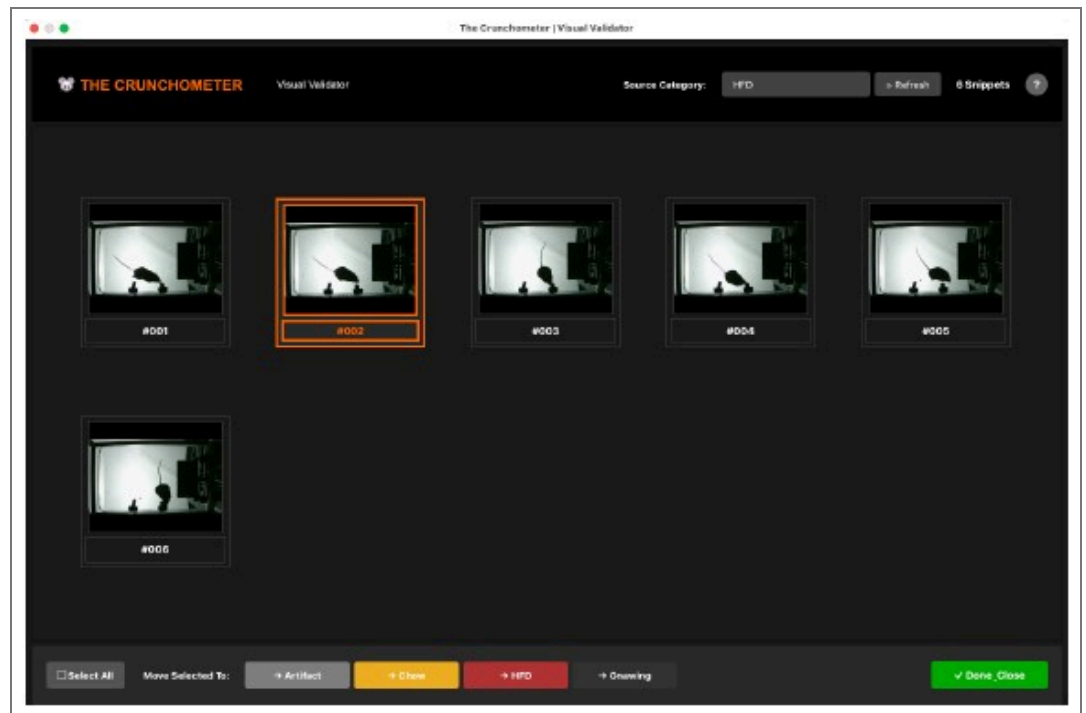 The Crunchometer | Visual Validator
THE CRUNCHOMETER Visual Validator Source Category: HFD Refresh 6 Snippets ?
#001 #002 #003 #004 #005
#006
Select All Move Selected To: → Artifact → Chow → HFD → Gnawing ✓ Done_Close